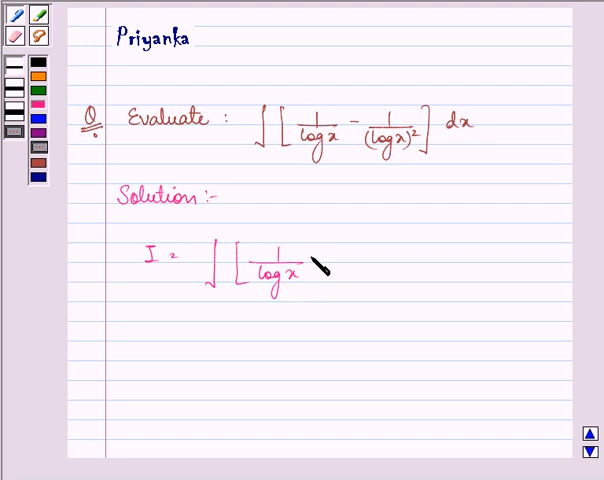 Priyanka
Q. Evaluate : ∫ [ 1/log x - 1/(log x)² ] dx
Solution :-
I = ∫ [ 1/log x